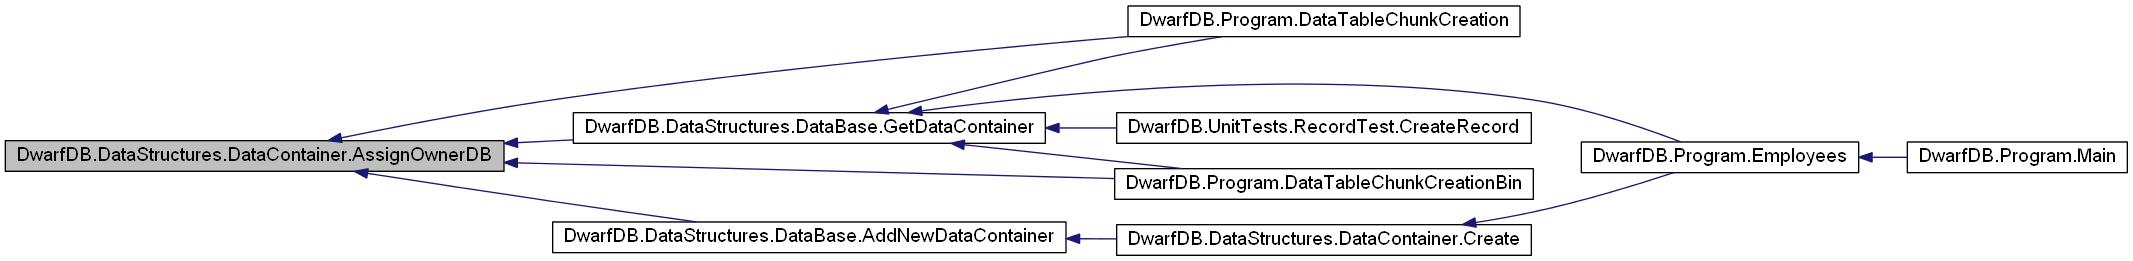 DwarfDB.Program.DataTableChunkCreation
DwarfDB.DataStructures.DataBase.GetDataContainer
DwarfDB.UnitTests.RecordTest.CreateRecord
DwarfDB.DataStructures.DataContainer.AssignOwnerDB
DwarfDB.Program.Employees
DwarfDB.Program.Main
DwarfDB.Program.DataTableChunkCreationBin
DwarfDB.DataStructures.DataBase.AddNewDataContainer
DwarfDB.DataStructures.DataContainer.Create